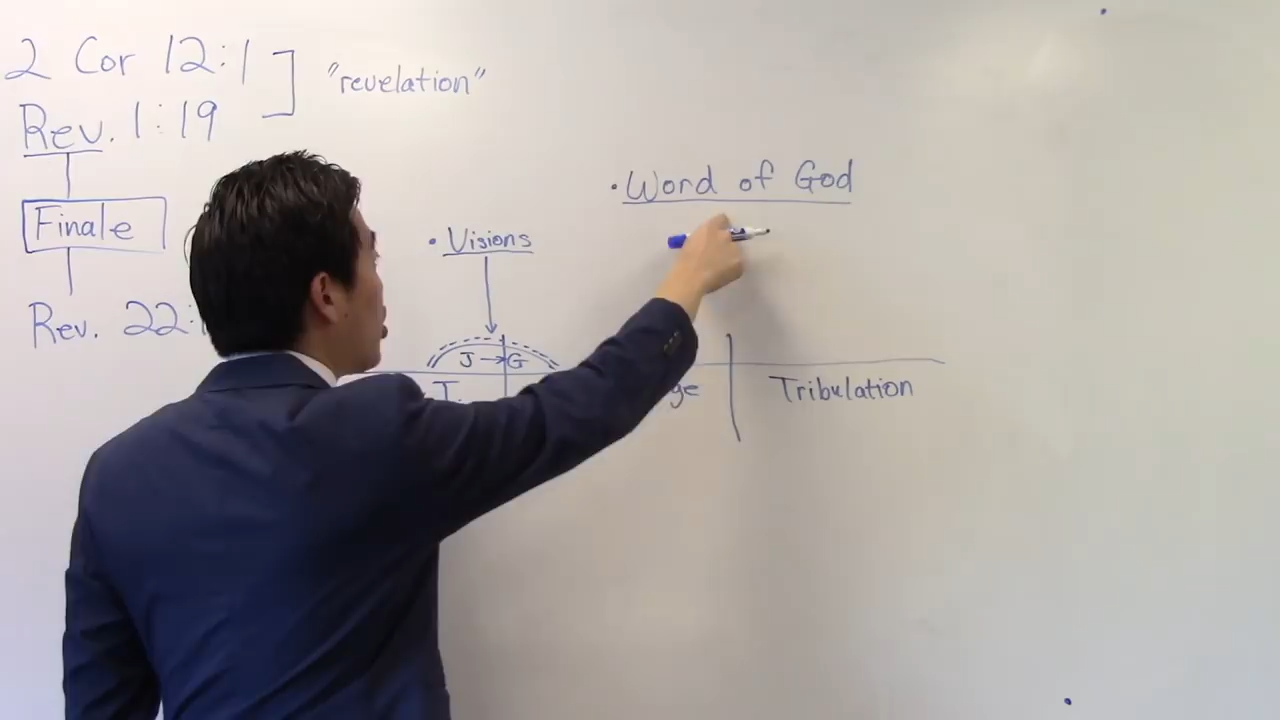 2 Cor 12:1
"revelation"
Rev. 1:19
Finale
Rev. 22:
• Word of God
• Visions
J → G
Tribulation